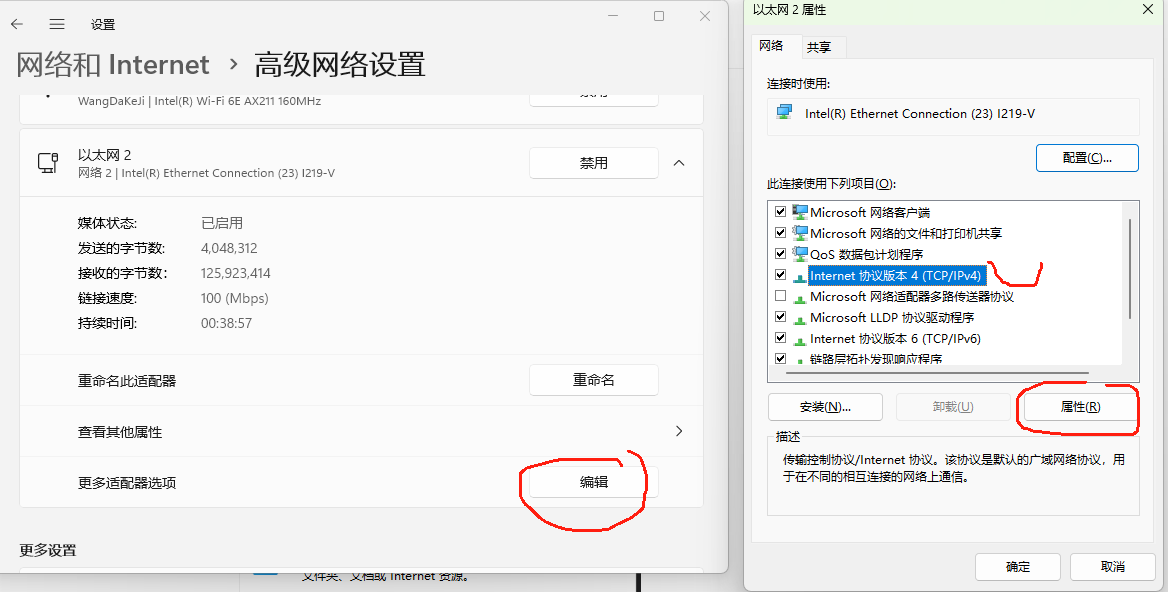 设置
网络和 Internet › 高级网络设置
WangDaKeJi | Intel(R) Wi-Fi 6E AX211 160MHz
禁用
以太网 2
网络 2 | Intel(R) Ethernet Connection (23) I219-V
禁用
媒体状态: 已启用
发送的字节数: 4,048,312
接收的字节数: 125,923,414
链接速度: 100 (Mbps)
持续时间: 00:38:57
重命名此适配器 重命名
查看其他属性
更多适配器选项 编辑
更多设置
文件夹、文档或 Internet 资源。
以太网 2 属性
网络 共享
连接时使用:
Intel(R) Ethernet Connection (23) I219-V
配置(C)...
此连接使用下列项目(O):
Microsoft 网络客户端
Microsoft 网络的文件和打印机共享
QoS 数据包计划程序
Internet 协议版本 4 (TCP/IPv4)
Microsoft 网络适配器多路传送器协议
Microsoft LLDP 协议驱动程序
Internet 协议版本 6 (TCP/IPv6)
链路层拓扑发现响应程序
安装(N)... 卸载(U) 属性(R)
描述
传输控制协议/Internet 协议。该协议是默认的广域网络协议，用
于在不同的相互连接的网络上通信。
确定 取消